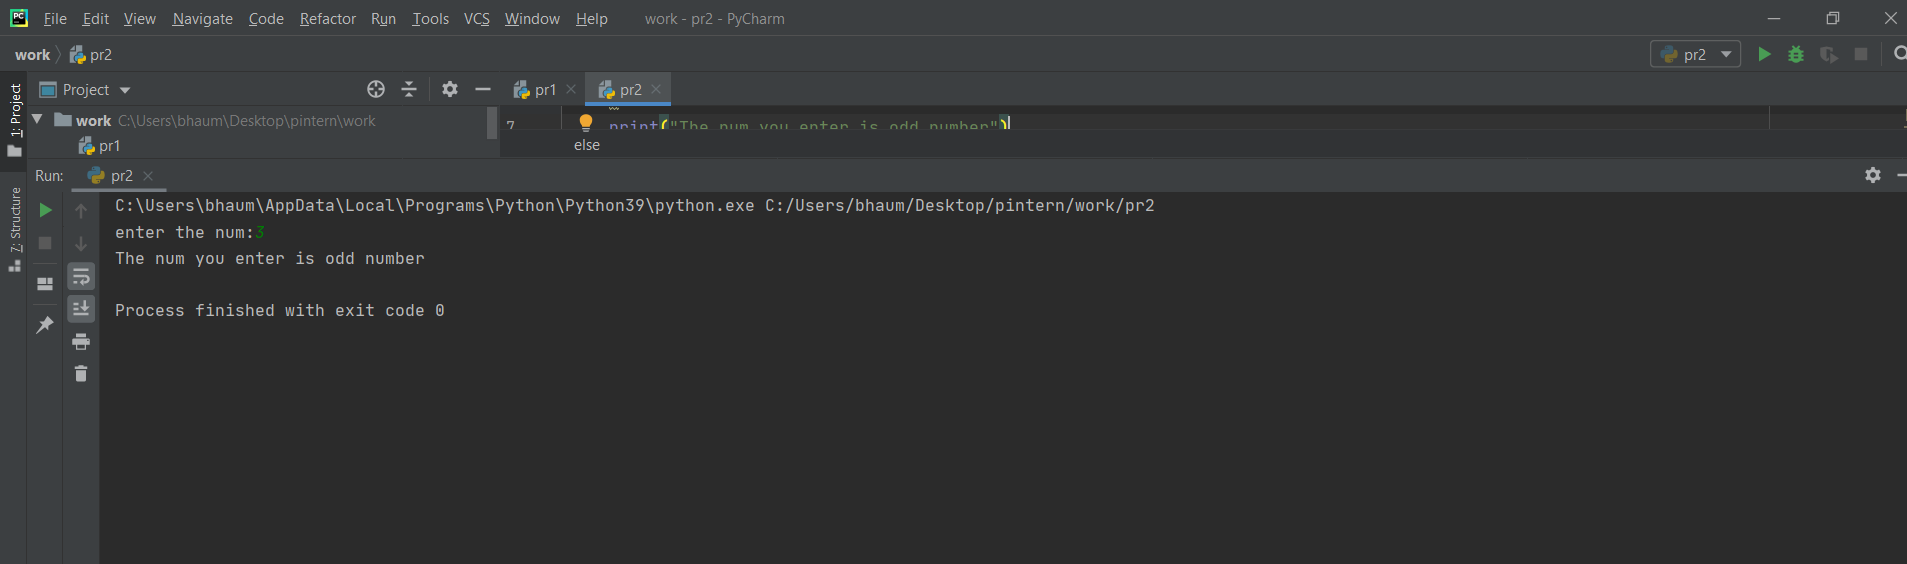 PC File Edit View Navigate Code Refactor Run Tools VCS Window Help work - pr2 - PyCharm
work pr2 pr2
1: Project
Project pr1 pr2
work C:\Users\bhaum\Desktop\pintern\work
7 print("The num you enter is odd number")
pr1 else
Run: pr2
7: Structure
C:\Users\bhaum\AppData\Local\Programs\Python\Python39\python.exe C:/Users/bhaum/Desktop/pintern/work/pr2
enter the num:3
The num you enter is odd number
Process finished with exit code 0